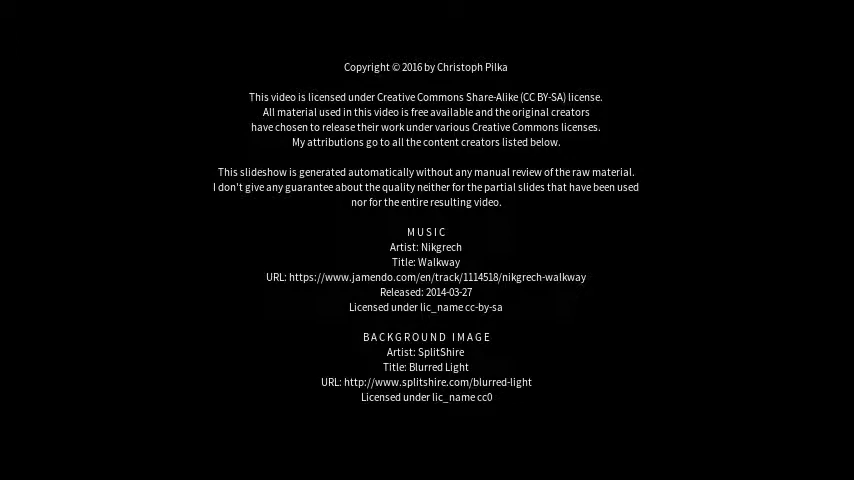 Copyright © 2016 by Christoph Pilka
This video is licensed under Creative Commons Share-Alike (CC BY-SA) license.
All material used in this video is free available and the original creators
have chosen to release their work under various Creative Commons licenses.
My attributions go to all the content creators listed below.
This slideshow is generated automatically without any manual review of the raw material.
I don't give any guarantee about the quality neither for the partial slides that have been used
nor for the entire resulting video.
M U S I C
Artist: Nikgrech
Title: Walkway
URL: https://www.jamendo.com/en/track/1114518/nikgrech-walkway
Released: 2014-03-27
Licensed under lic_name cc-by-sa
B A C K G R O U N D   I M A G E
Artist: SplitShire
Title: Blurred Light
URL: http://www.splitshire.com/blurred-light
Licensed under lic_name cc0